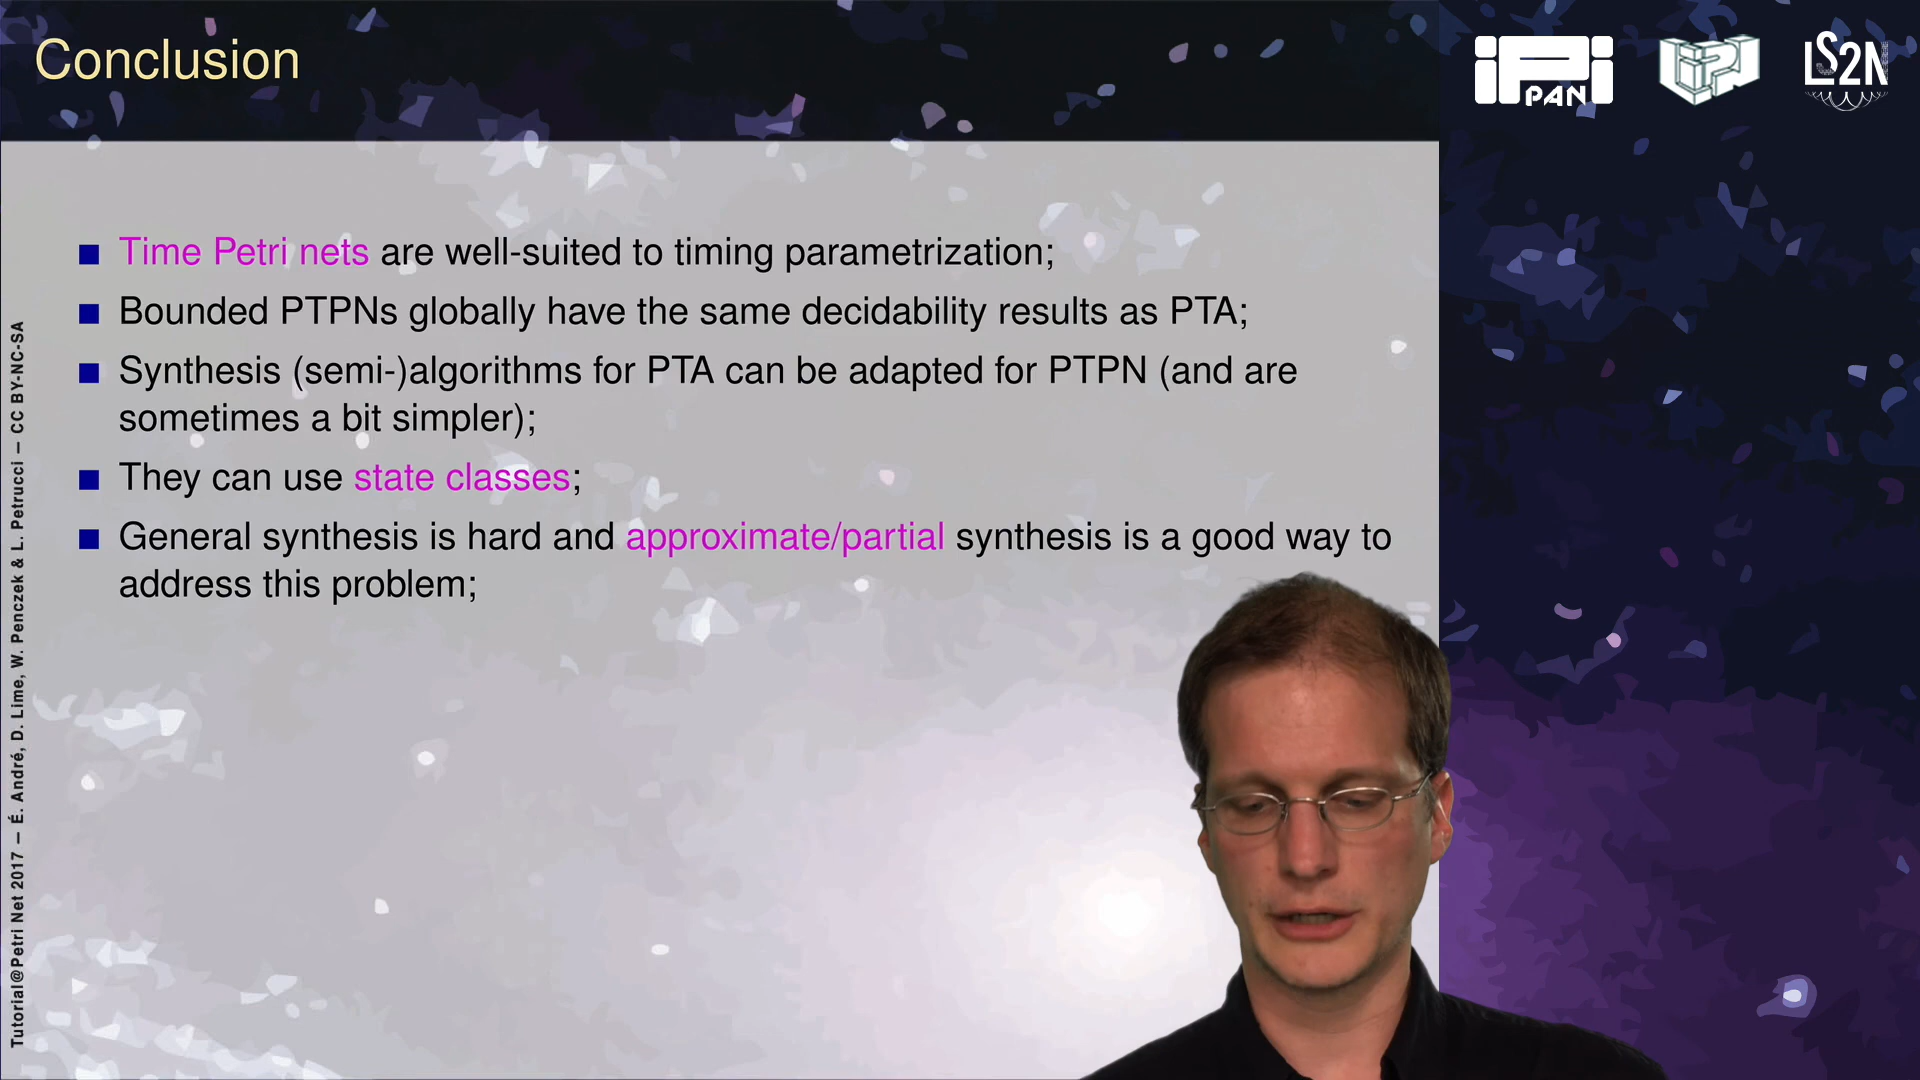 Conclusion
iPi
PAN
LIPN
LS2N
Time Petri nets are well-suited to timing parametrization;
Bounded PTPNs globally have the same decidability results as PTA;
Synthesis (semi-)algorithms for PTA can be adapted for PTPN (and are
sometimes a bit simpler);
They can use state classes;
General synthesis is hard and approximate/partial synthesis is a good way to
address this problem;
Tutorial@Petri Net 2017 — É. André, D. Lime, W. Penczek & L. Petrucci — CC BY-NC-SA